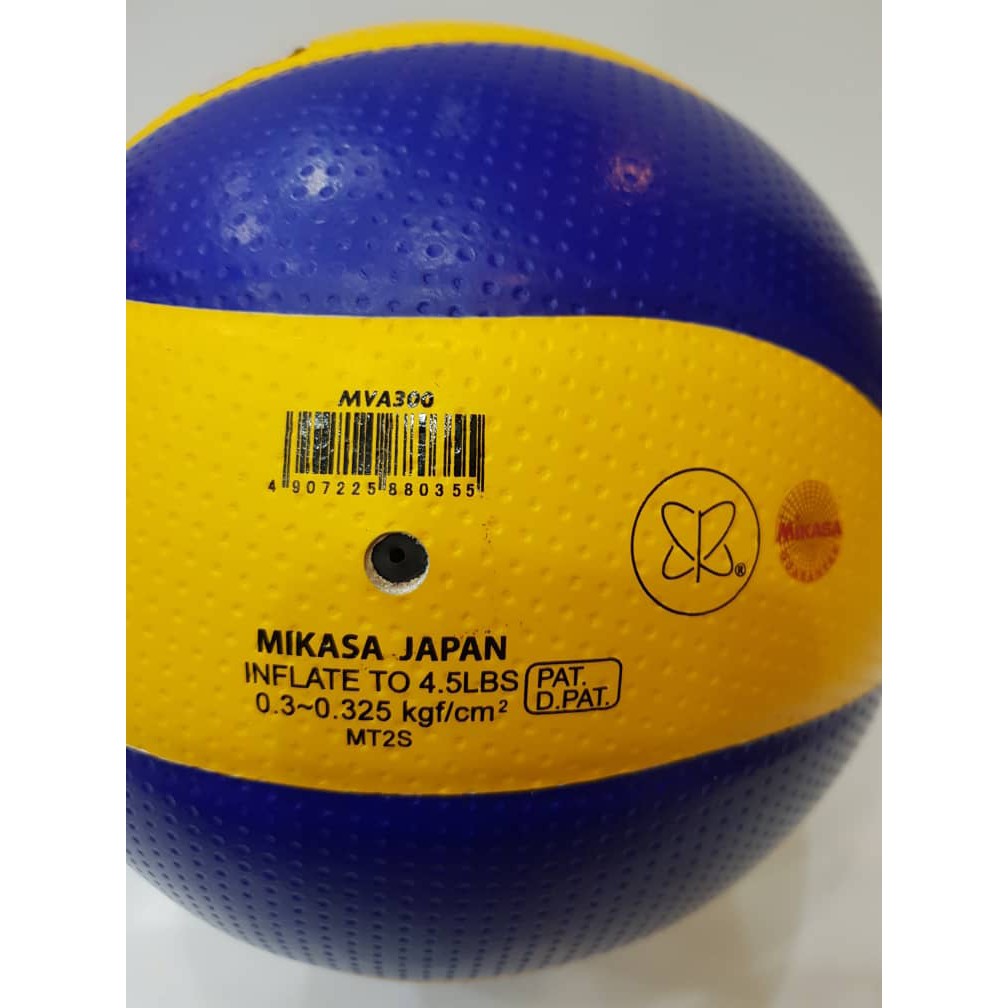 MVA300
4 907225 880355
MIKASA JAPAN
INFLATE TO 4.5LBS
0.3~0.325 kgf/cm²
MT2S
PAT.
D.PAT.
®
MIKASA
GUARANTEE